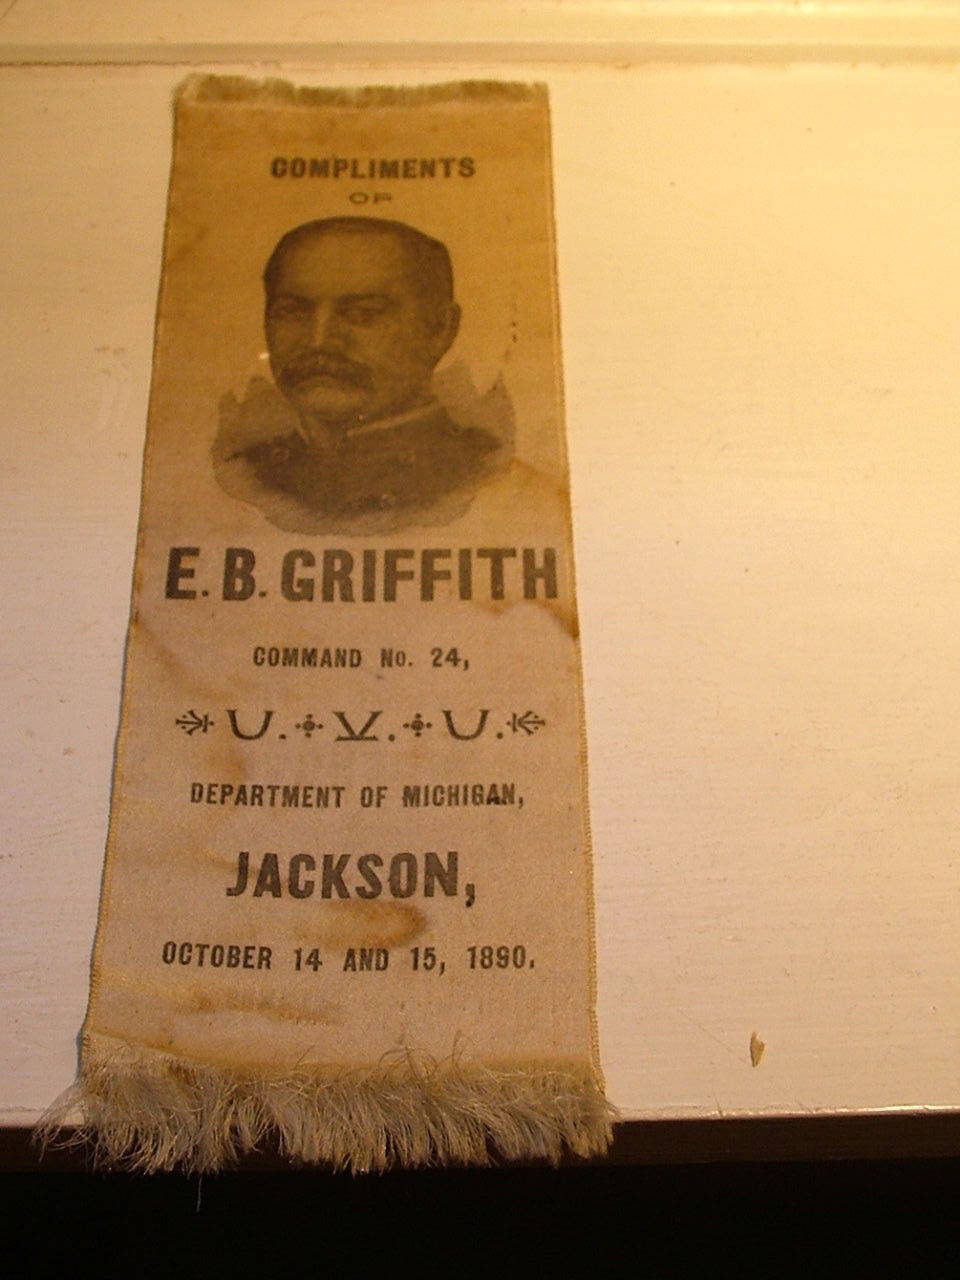 COMPLIMENTS
OF
E. B. GRIFFITH
COMMAND No. 24,
U. V. U.
DEPARTMENT OF MICHIGAN,
JACKSON,
OCTOBER 14 AND 15, 1890.